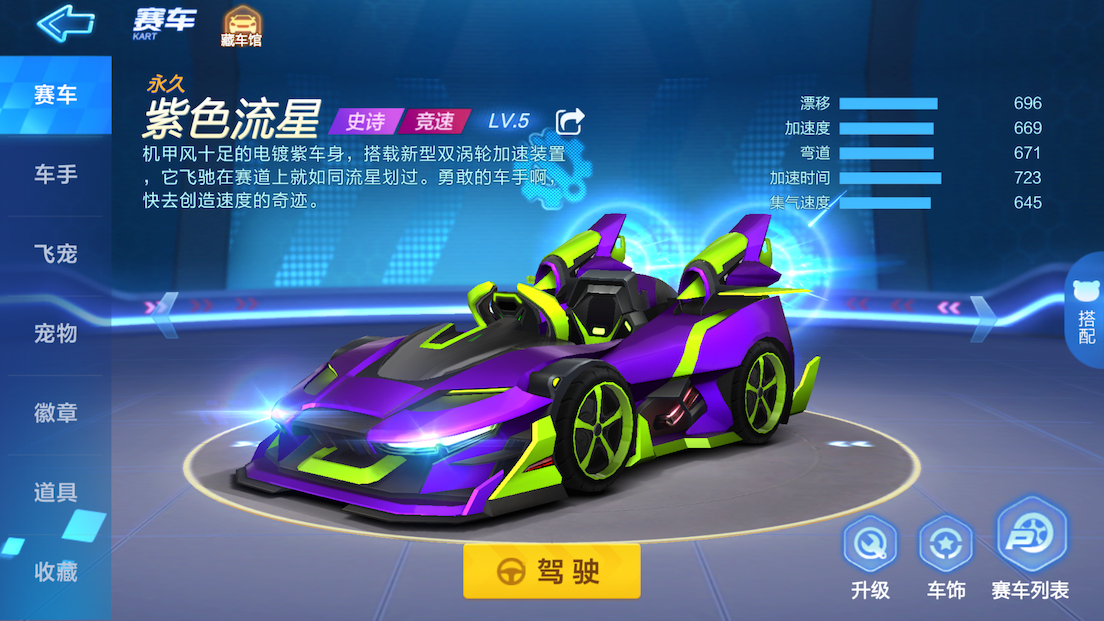 赛车
KART
藏车馆
赛车
车手
飞宠
宠物
徽章
道具
收藏
永久
紫色流星
史诗
竞速
LV.5
机甲风十足的电镀紫车身，搭载新型双涡轮加速装置
，它飞驰在赛道上就如同流星划过。勇敢的车手啊，
快去创造速度的奇迹。
漂移 696
加速度 669
弯道 671
加速时间 723
集气速度 645
搭配
驾驶
升级
车饰
赛车列表